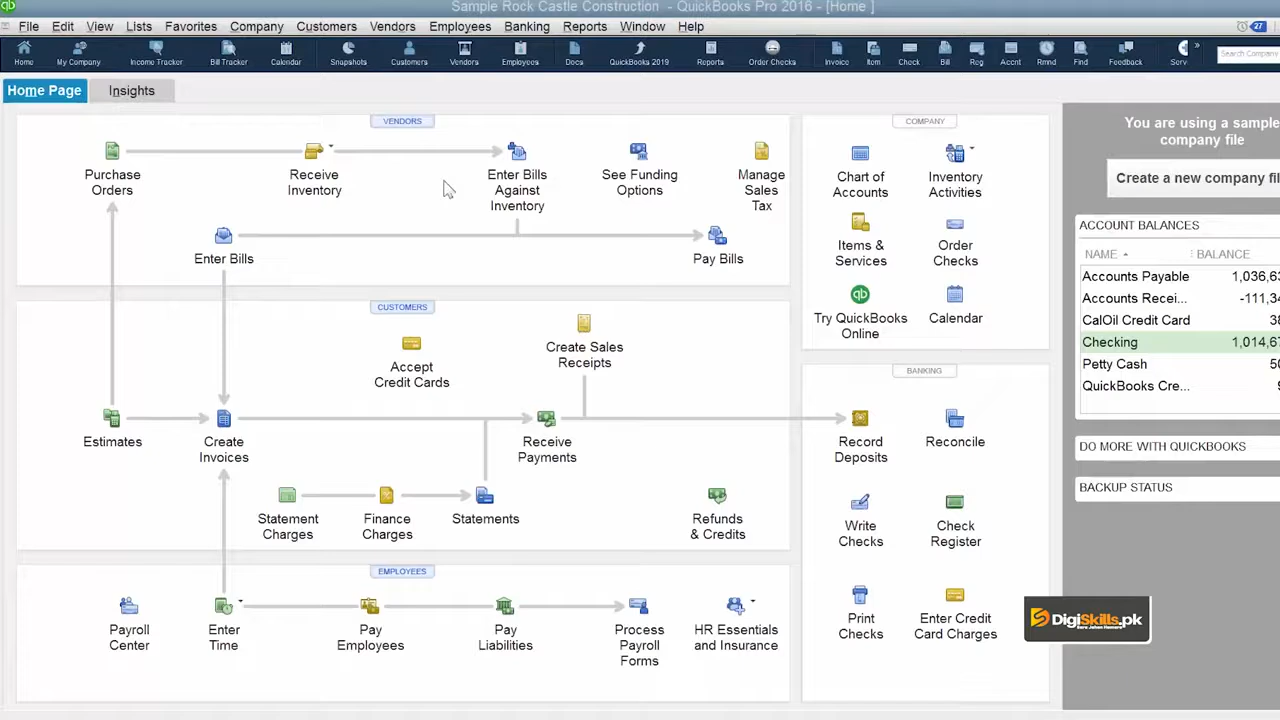 Sample Rock Castle Construction - QuickBooks Pro 2016 - [Home ]
File Edit View Lists Favorites Company Customers Vendors Employees Banking Reports Window Help
27
Home My Company Income Tracker Bill Tracker Calendar Snapshots Customers Vendors Employees Docs QuickBooks 2019 Reports Order Checks Invoice Item Check Bill Reg Accnt Rmnd Find Feedback Serv
Search Company
Home Page Insights
VENDORS
Purchase
Orders
Receive
Inventory
Enter Bills
Against
Inventory
See Funding
Options
Manage
Sales
Tax
Enter Bills
Pay Bills
CUSTOMERS
Create Sales
Receipts
Accept
Credit Cards
Estimates
Create
Invoices
Receive
Payments
Statement
Charges
Finance
Charges
Statements
Refunds
& Credits
EMPLOYEES
Payroll
Center
Enter
Time
Pay
Employees
Pay
Liabilities
Process
Payroll
Forms
HR Essentials
and Insurance
COMPANY
Chart of
Accounts
Inventory
Activities
Items &
Services
Order
Checks
qb
Try QuickBooks
Online
Calendar
BANKING
Record
Deposits
Reconcile
Write
Checks
Check
Register
Print
Checks
Enter Credit
Card Charges
You are using a sample
company file
Create a new company fil
ACCOUNT BALANCES
NAME BALANCE
Accounts Payable 1,036,63
Accounts Recei... -111,34
CalOil Credit Card 38
Checking 1,014,67
Petty Cash 50
QuickBooks Cre...
DO MORE WITH QUICKBOOKS
BACKUP STATUS
DigiSkills.pk